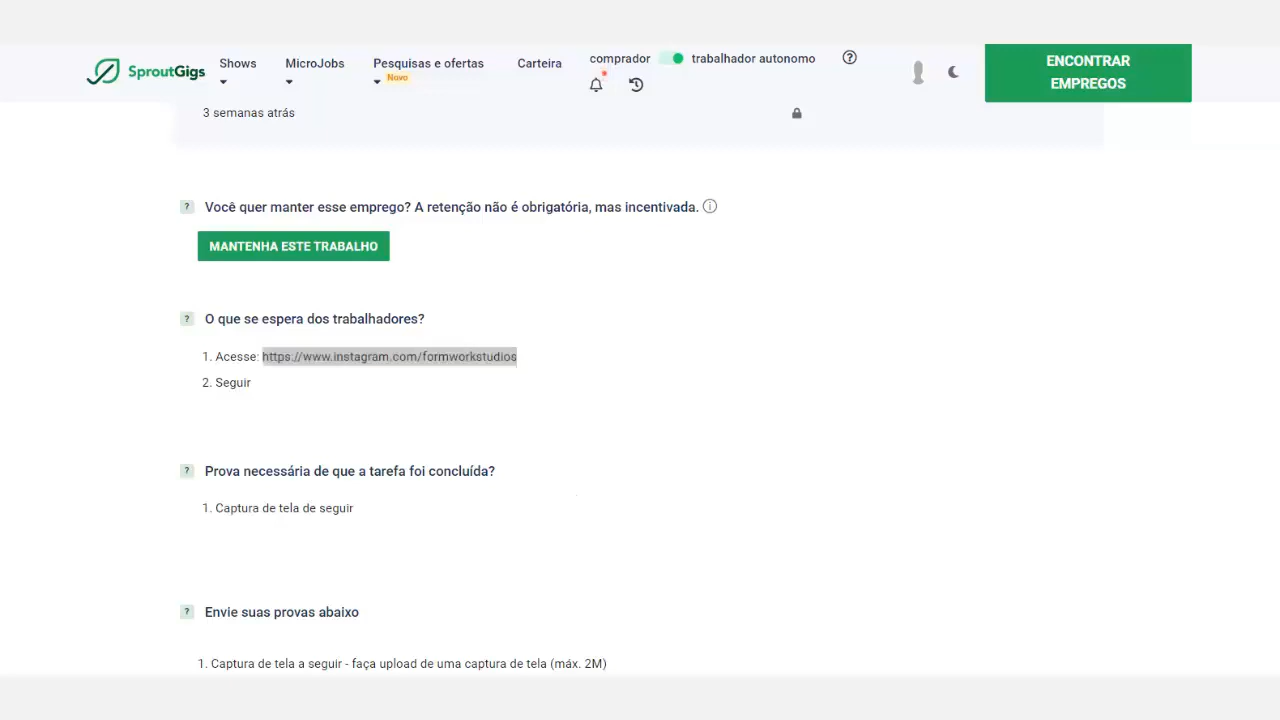 SproutGigs
Shows
MicroJobs
Pesquisas e ofertas
Novo
Carteira
comprador
trabalhador autonomo
ENCONTRAR
EMPREGOS
3 semanas atrás
Você quer manter esse emprego? A retenção não é obrigatória, mas incentivada.
MANTENHA ESTE TRABALHO
O que se espera dos trabalhadores?
1. Acesse: https://www.instagram.com/formworkstudios
2. Seguir
Prova necessária de que a tarefa foi concluída?
1. Captura de tela de seguir
Envie suas provas abaixo
1. Captura de tela a seguir - faça upload de uma captura de tela (máx. 2M)